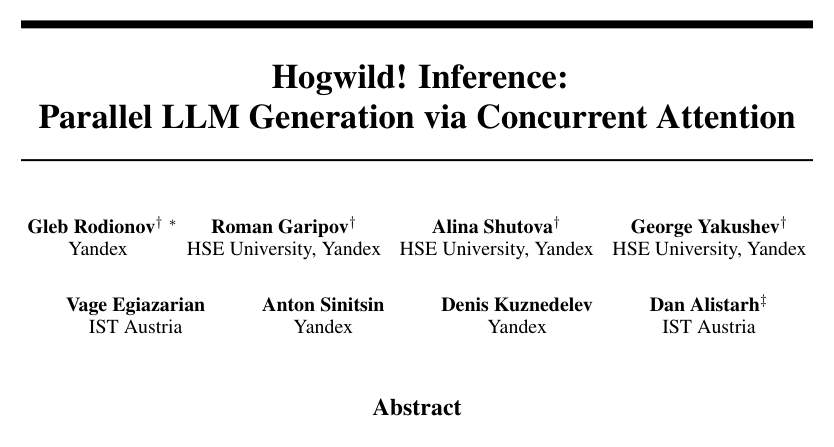 Hogwild! Inference:
Parallel LLM Generation via Concurrent Attention
Gleb Rodionov† * Roman Garipov† Alina Shutova† George Yakushev†
Yandex HSE University, Yandex HSE University, Yandex HSE University, Yandex
Vage Egiazarian Anton Sinitsin Denis Kuznedelev Dan Alistarh‡
IST Austria Yandex Yandex IST Austria
Abstract